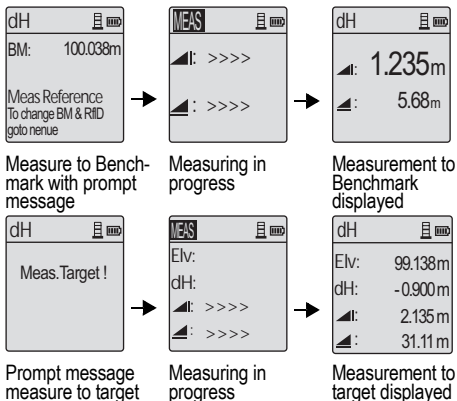 dH
BM: 100.038m
Meas Reference
To change BM & RfID
goto nenue
MEAS
: >>>>
: >>>>
dH
: 1.235m
: 5.68m
Measure to Bench-
mark with prompt
message
Measuring in
progress
Measurement to
Benchmark
displayed
dH
Meas.Target !
MEAS
Elv:
dH:
: >>>>
: >>>>
dH
Elv: 99.138m
dH: -0.900m
: 2.135m
: 31.11m
Prompt message
measure to target
Measuring in
progress
Measurement to
target displayed